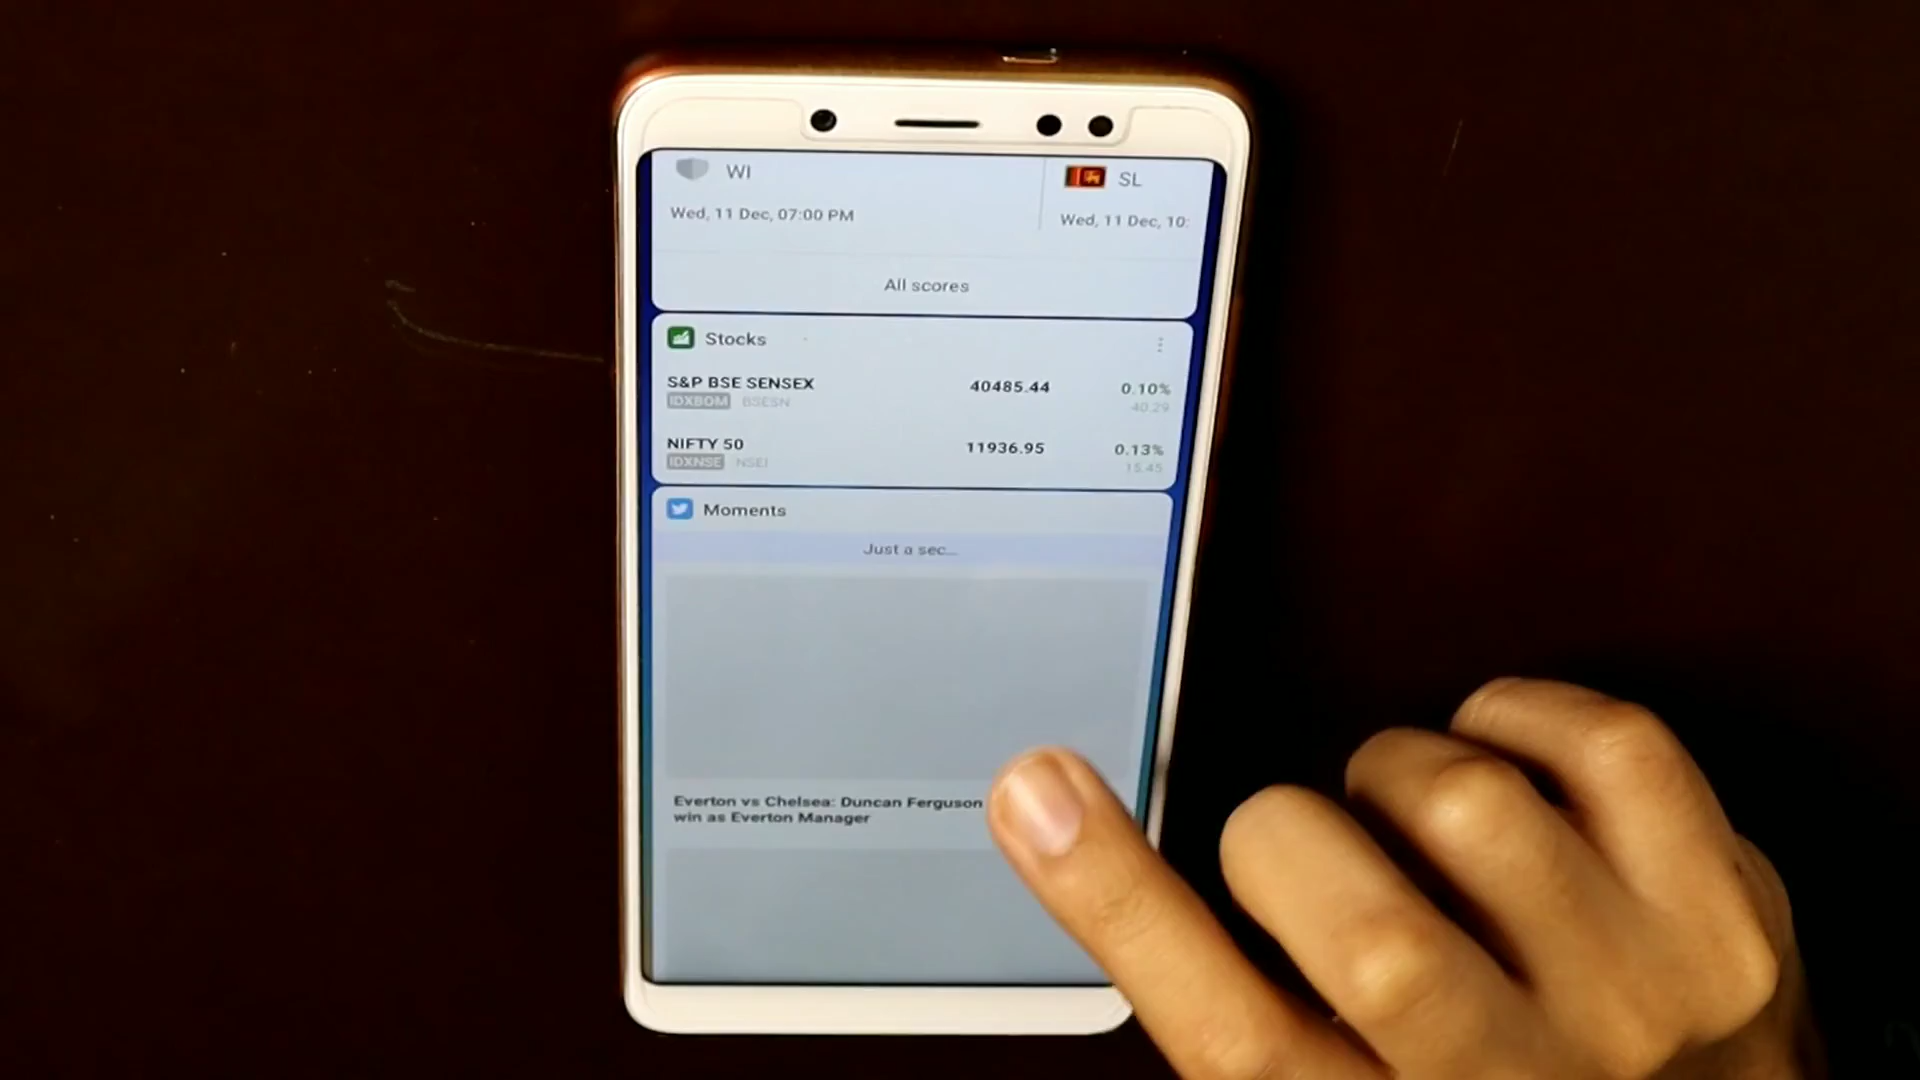 WI
SL
Wed, 11 Dec, 07:00 PM
Wed, 11 Dec, 10:
All scores
Stocks
S&P BSE SENSEX 40485.44 0.10%
IDXBOM BSESN 40.29
NIFTY 50 11936.95 0.13%
IDXNSE NSEI 15.45
Moments
Just a sec...
Everton vs Chelsea: Duncan Ferguson
win as Everton Manager